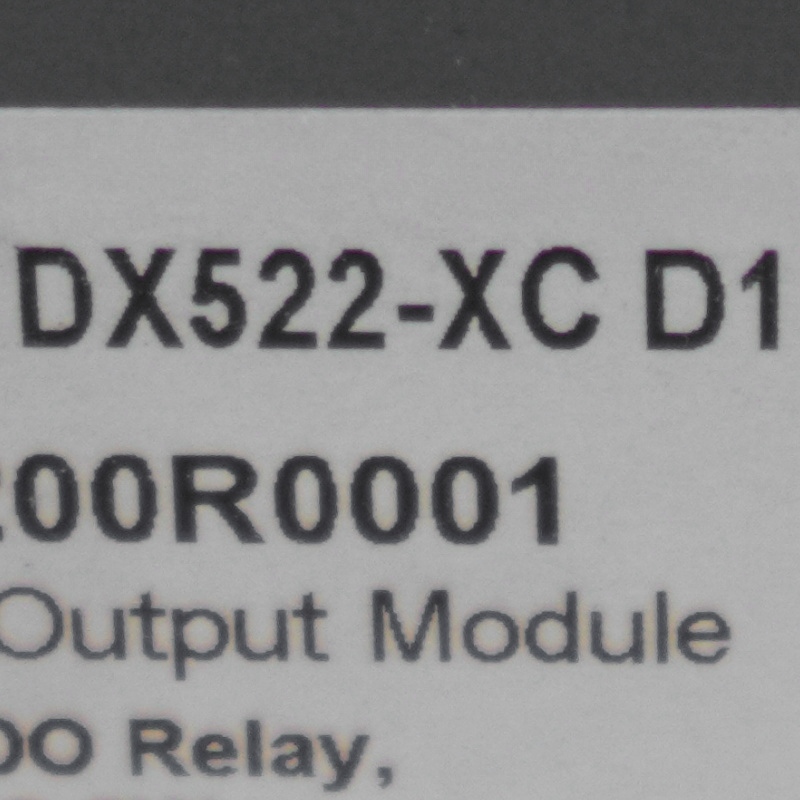 DX522-XC D1
200R0001
Output Module
DO Relay,